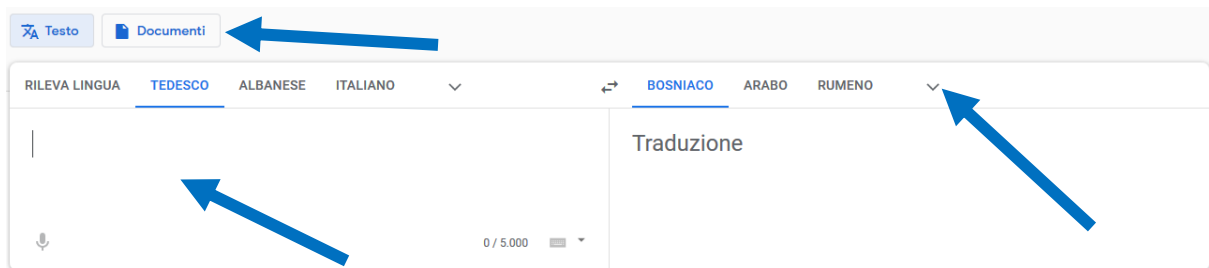 Testo Documenti
RILEVA LINGUA TEDESCO ALBANESE ITALIANO BOSNIACO ARABO RUMENO
Traduzione
0 / 5.000